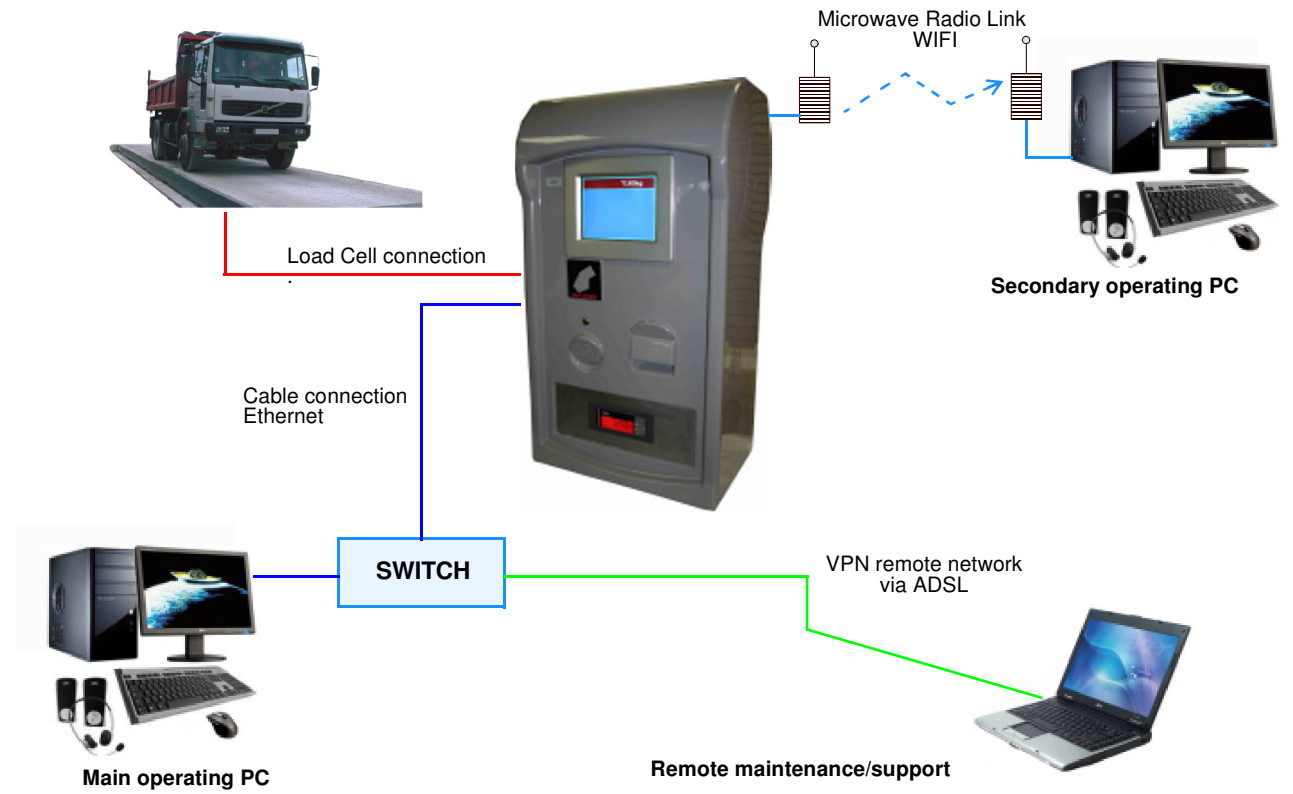 Microwave Radio Link
WIFI
Load Cell connection
.
Secondary operating PC
Cable connection
Ethernet
SWITCH
VPN remote network
via ADSL
Main operating PC
Remote maintenance/support